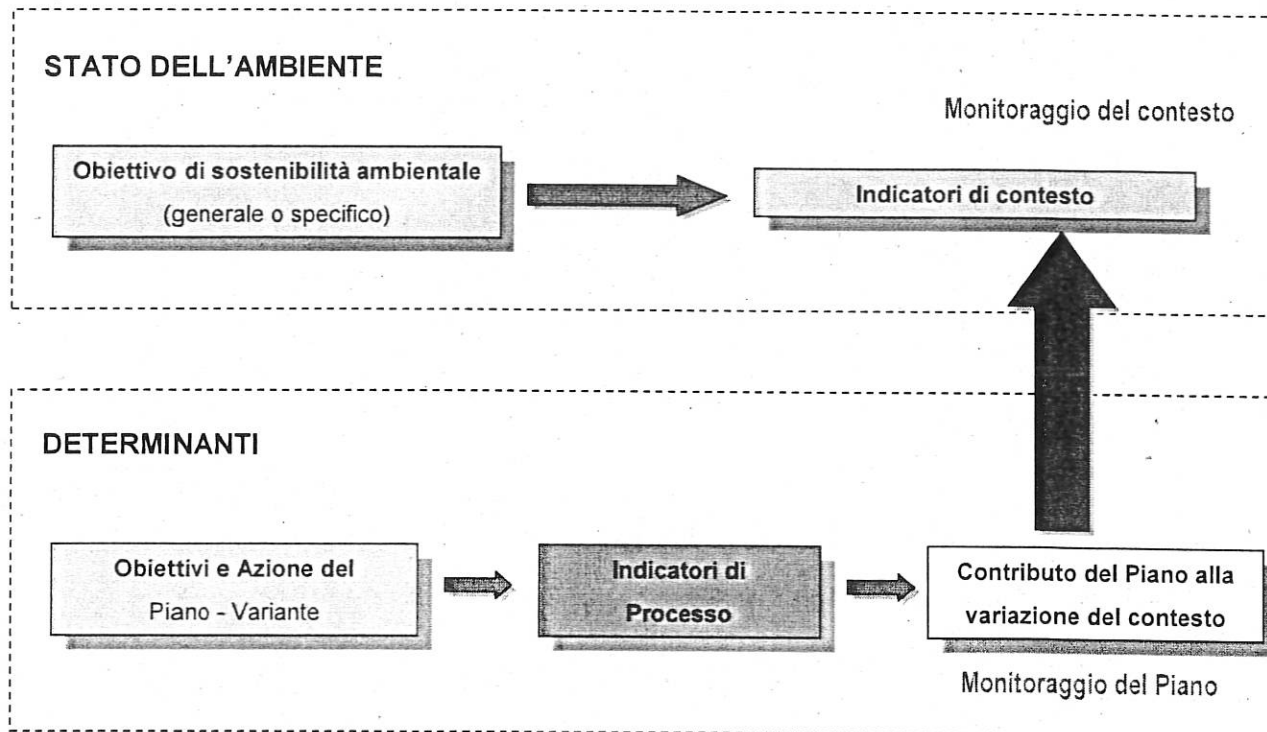 STATO DELL'AMBIENTE
Monitoraggio del contesto
Obiettivo di sostenibilità ambientale
(generale o specifico)
Indicatori di contesto
DETERMINANTI
Obiettivi e Azione del
Piano - Variante
Indicatori di
Processo
Contributo del Piano alla
variazione del contesto
Monitoraggio del Piano